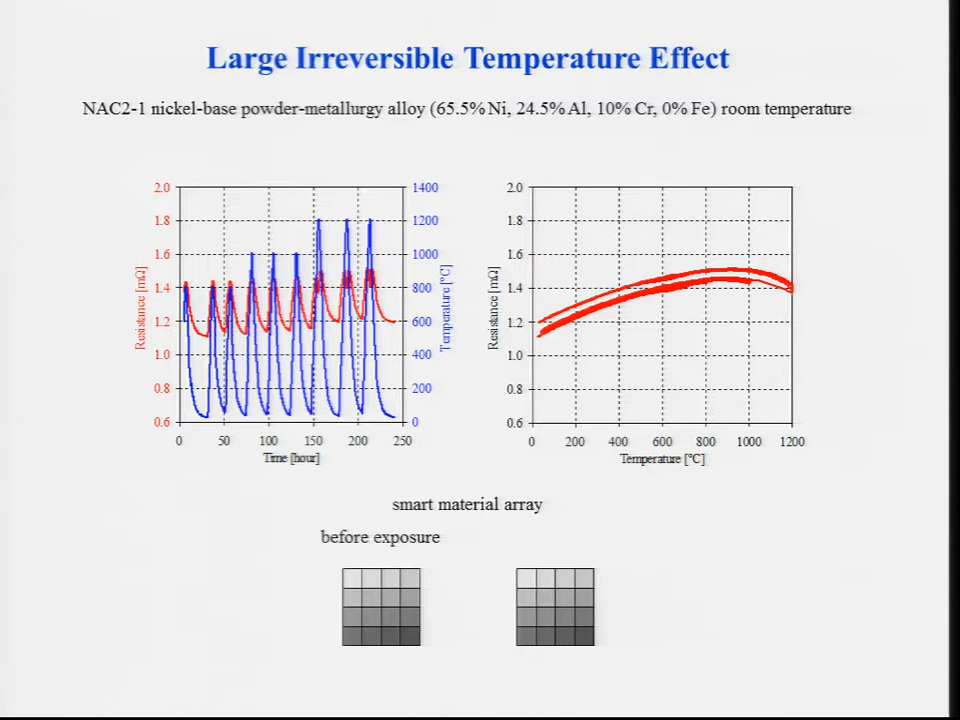 Large Irreversible Temperature Effect
NAC2-1 nickel-base powder-metallurgy alloy (65.5% Ni, 24.5% Al, 10% Cr, 0% Fe) room temperature
2.0
1.8
1.6
1.4
1.2
1.0
0.8
0.6
Resistance [mΩ]
1400
1200
1000
800
600
400
200
0
Temperature [°C]
0 50 100 150 200 250
Time [hour]
2.0
1.8
1.6
1.4
1.2
1.0
0.8
0.6
Resistance [mΩ]
0 200 400 600 800 1000 1200
Temperature [°C]
smart material array
before exposure